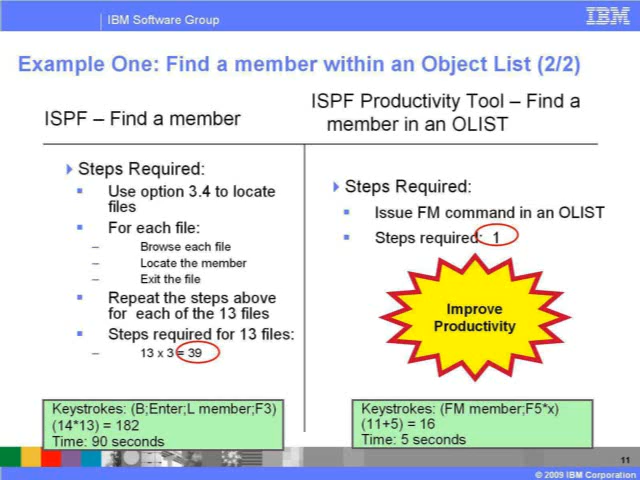 IBM Software Group
IBM
Example One: Find a member within an Object List (2/2)
ISPF – Find a member
Steps Required:
Use option 3.4 to locate
files
For each file:
– Browse each file
– Locate the member
– Exit the file
Repeat the steps above
for each of the 13 files
Steps required for 13 files:
– 13 x 3 = 39
Keystrokes: (B;Enter;L member;F3)
(14*13) = 182
Time: 90 seconds
ISPF Productivity Tool – Find a
member in an OLIST
Steps Required:
Issue FM command in an OLIST
Steps required: 1
Improve
Productivity
Keystrokes: (FM member;F5*x)
(11+5) = 16
Time: 5 seconds
11
© 2009 IBM Corporation